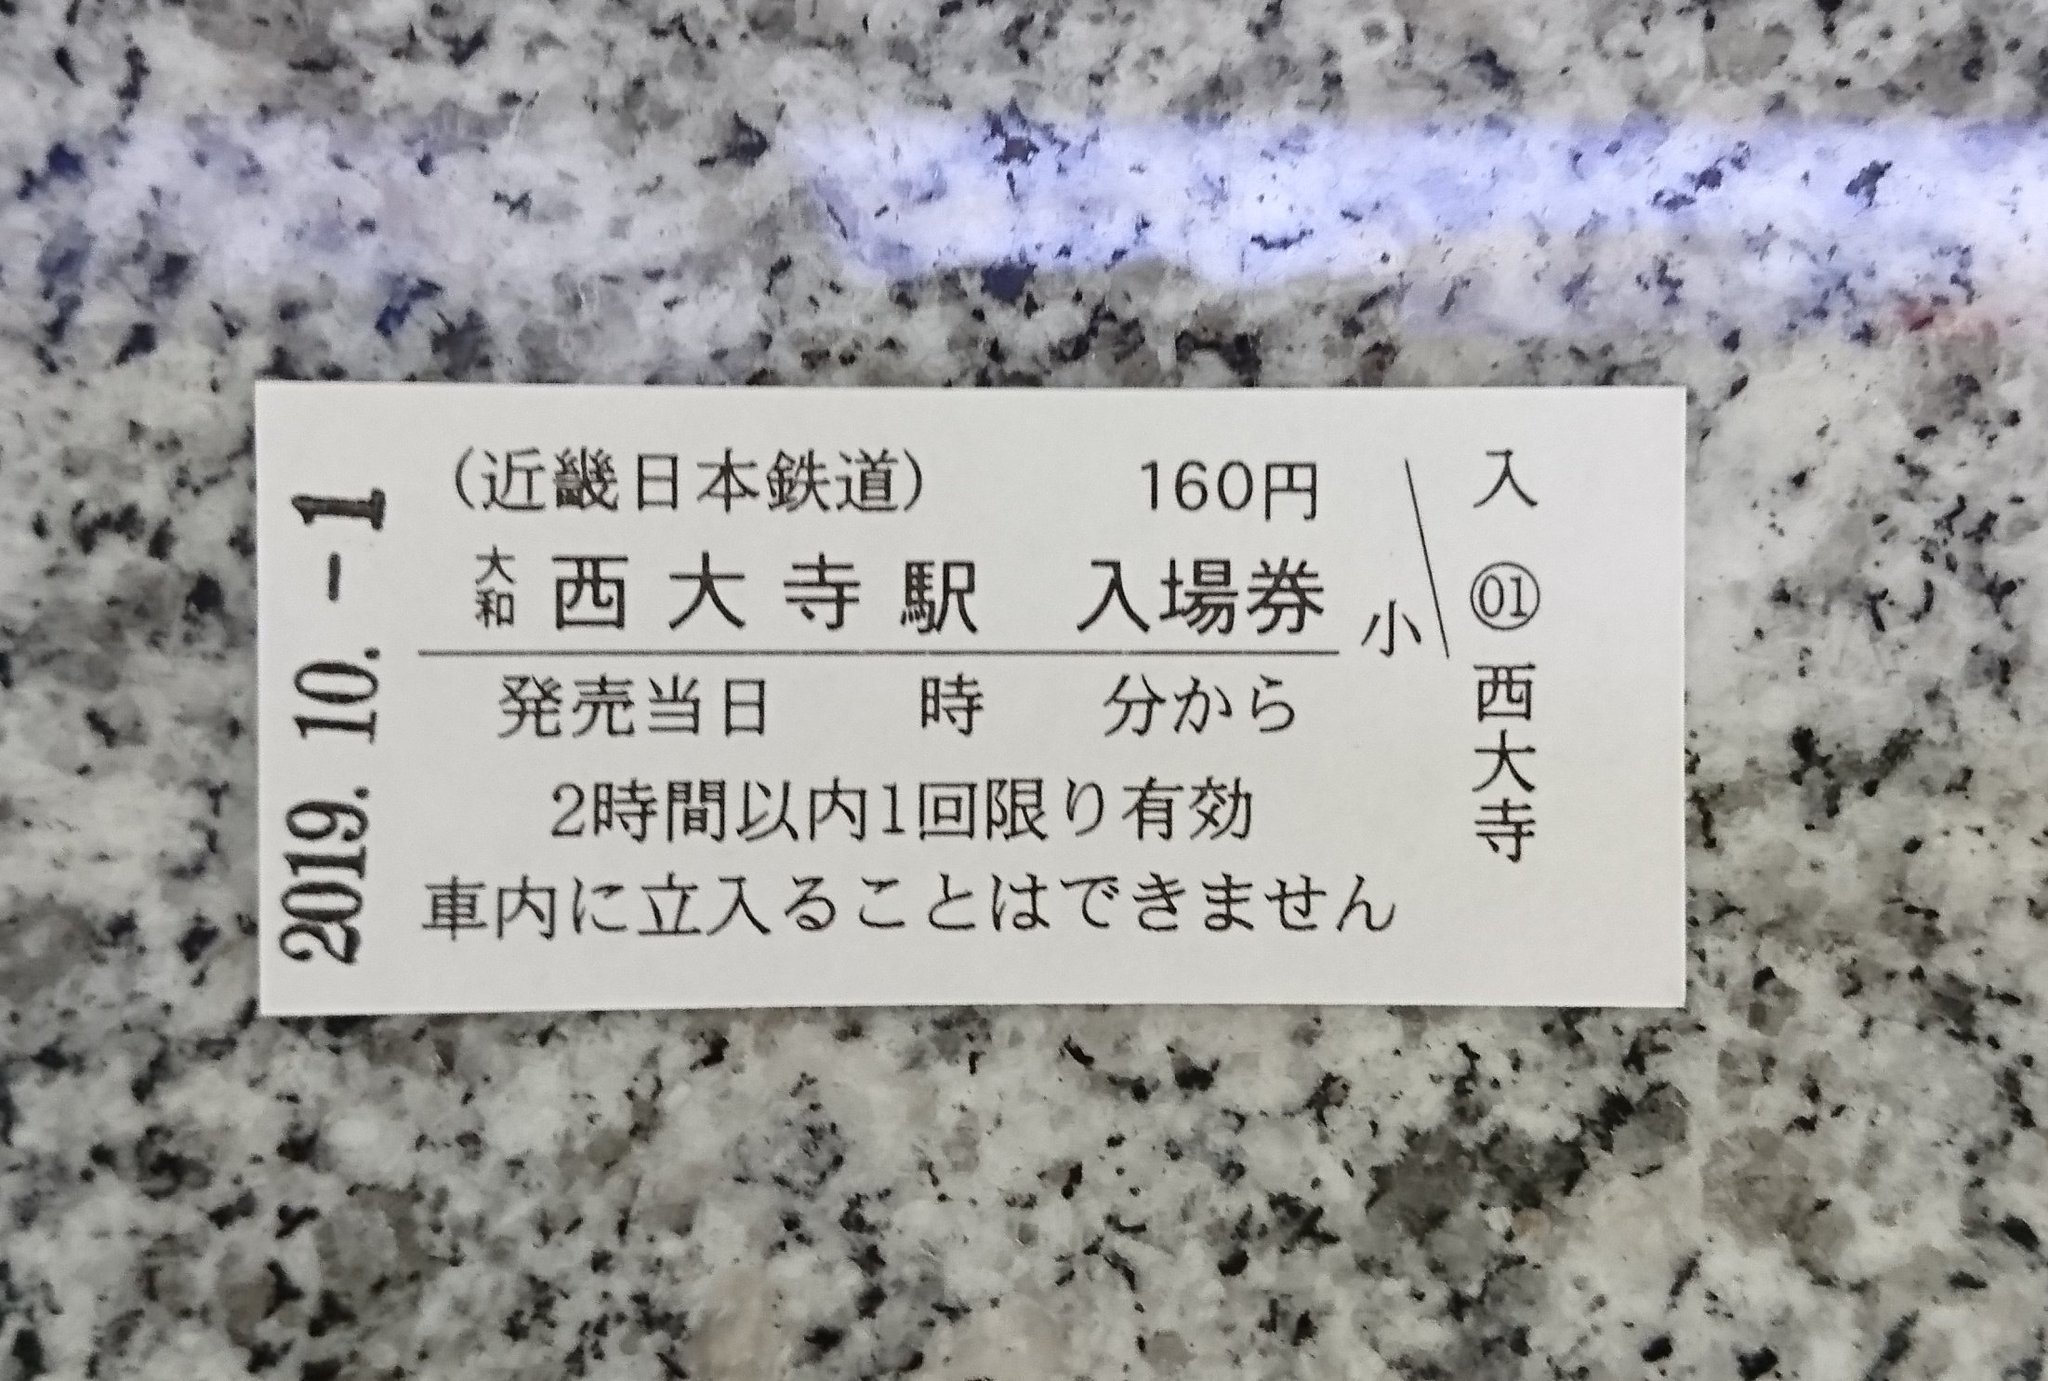 2019. 10. -1
(近畿日本鉄道) 160円
大和西大寺駅 入場券
小
発売当日 時 分から
2時間以内1回限り有効
車内に立入ることはできません
入 01 西大寺